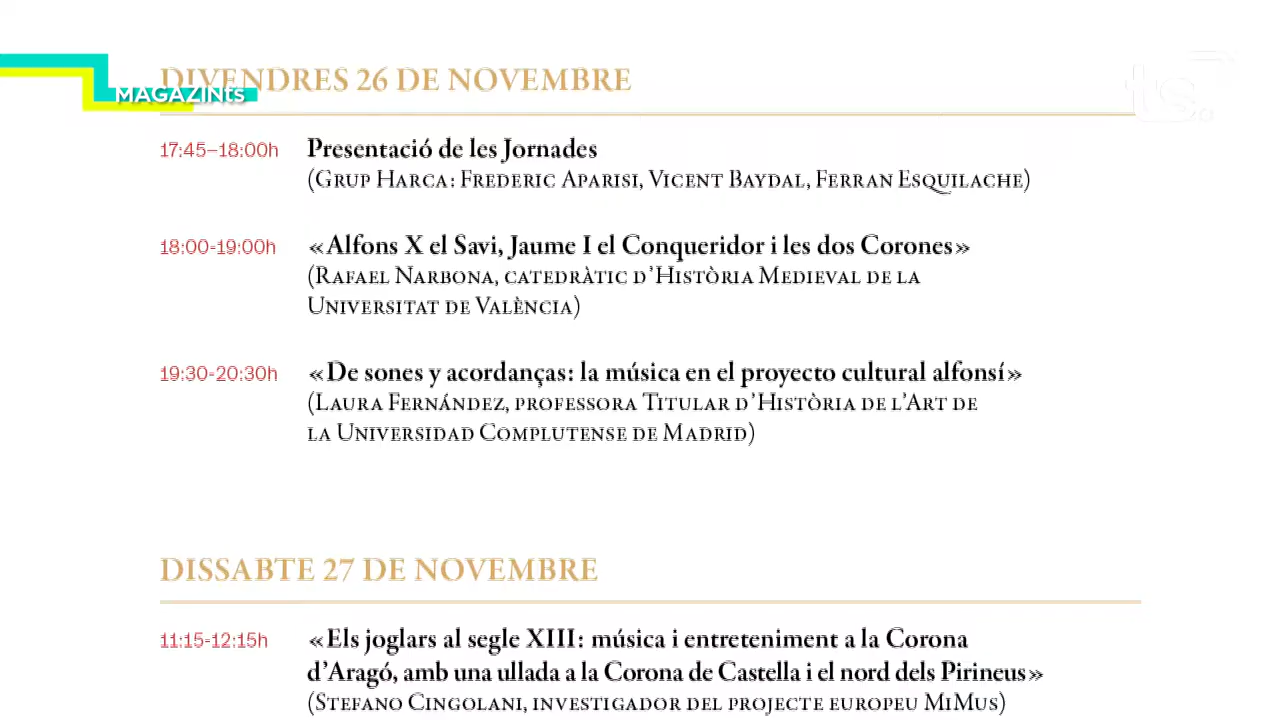 DIVENDRES 26 DE NOVEMBRE
MAGAZINts
ts.
17:45–18:00h Presentació de les Jornades
(Grup Harca: Frederic Aparisi, Vicent Baydal, Ferran Esquilache)
18:00-19:00h «Alfons X el Savi, Jaume I el Conqueridor i les dos Corones»
(Rafael Narbona, catedràtic d’Història Medieval de la
Universitat de València)
19:30-20:30h «De sones y acordanças: la música en el proyecto cultural alfonsí»
(Laura Fernández, professora Titular d’Història de l’Art de
la Universidad Complutense de Madrid)
DISSABTE 27 DE NOVEMBRE
11:15-12:15h «Els joglars al segle XIII: música i entreteniment a la Corona
d’Aragó, amb una ullada a la Corona de Castella i el nord dels Pirineus»
(Stefano Cingolani, investigador del projecte europeu MiMus)